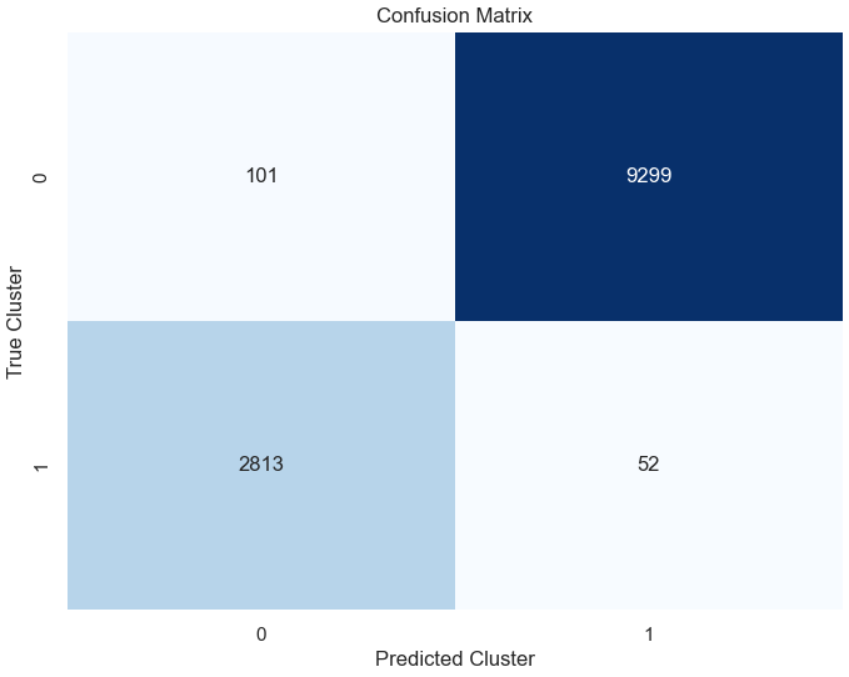 Confusion Matrix
0
101
9299
True Cluster
1
2813
52
0
1
Predicted Cluster